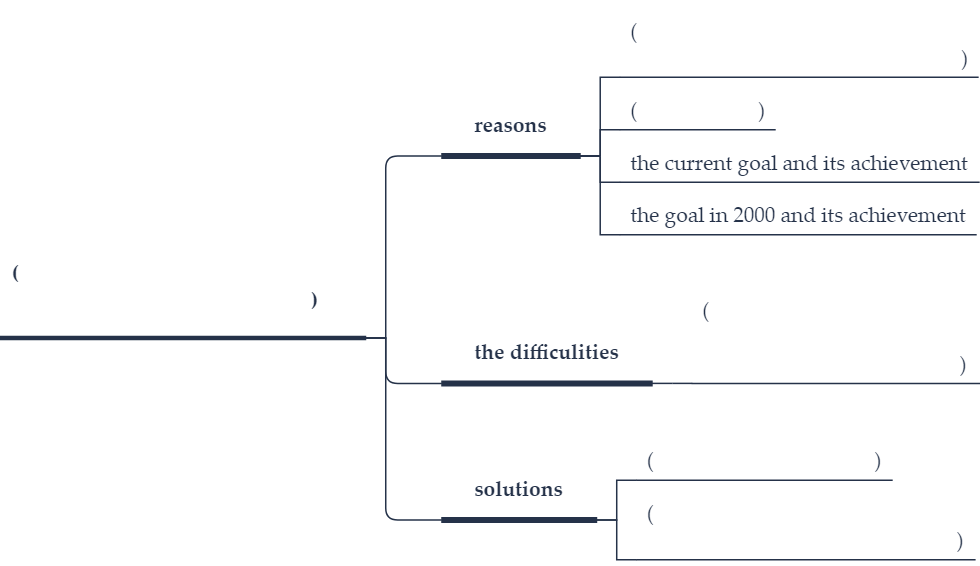 (
)
( )
reasons
the current goal and its achievement
the goal in 2000 and its achievement
(
)
(
the difficulities
)
( )
solutions
(
)